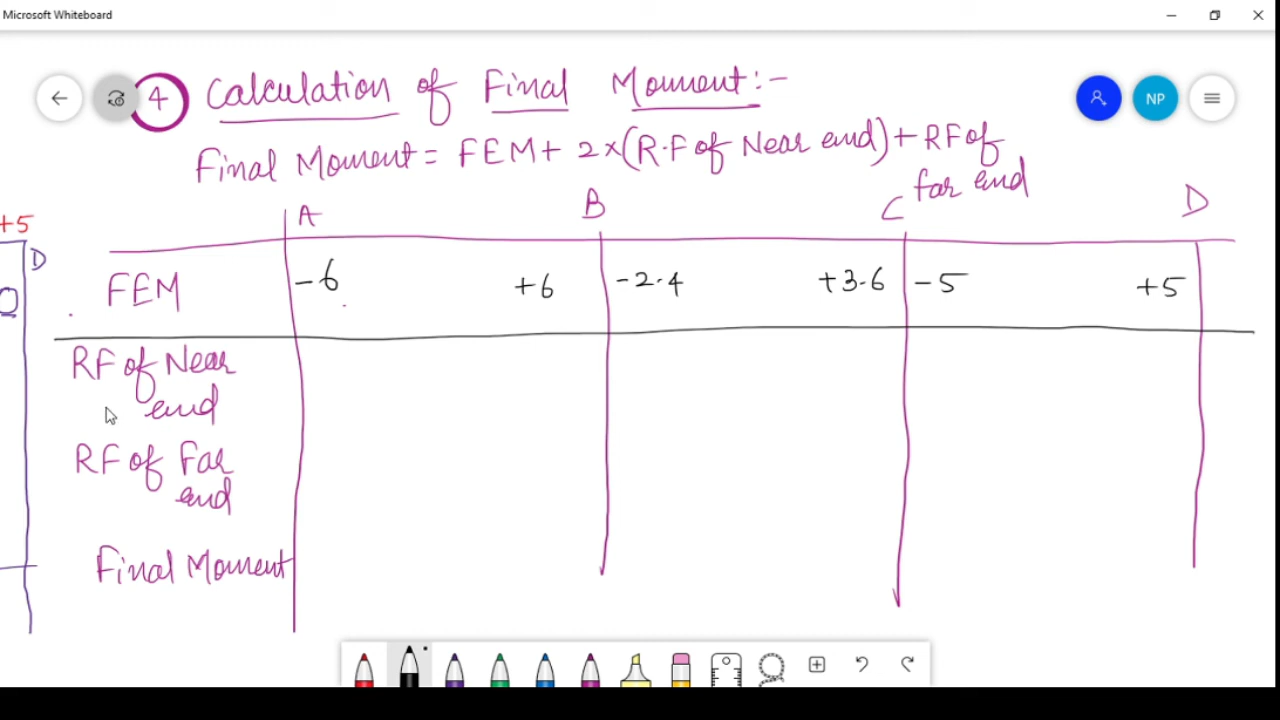 Microsoft Whiteboard
4 Calculation of Final Moment:-
NP
Final Moment = FEM + 2×(R.F of Near end) + RF of
far end
+5
A B C D
D
FEM -6 +6 -2.4 +3.6 -5 +5
0
RF of Near
end
RF of Far
end
Final Moment